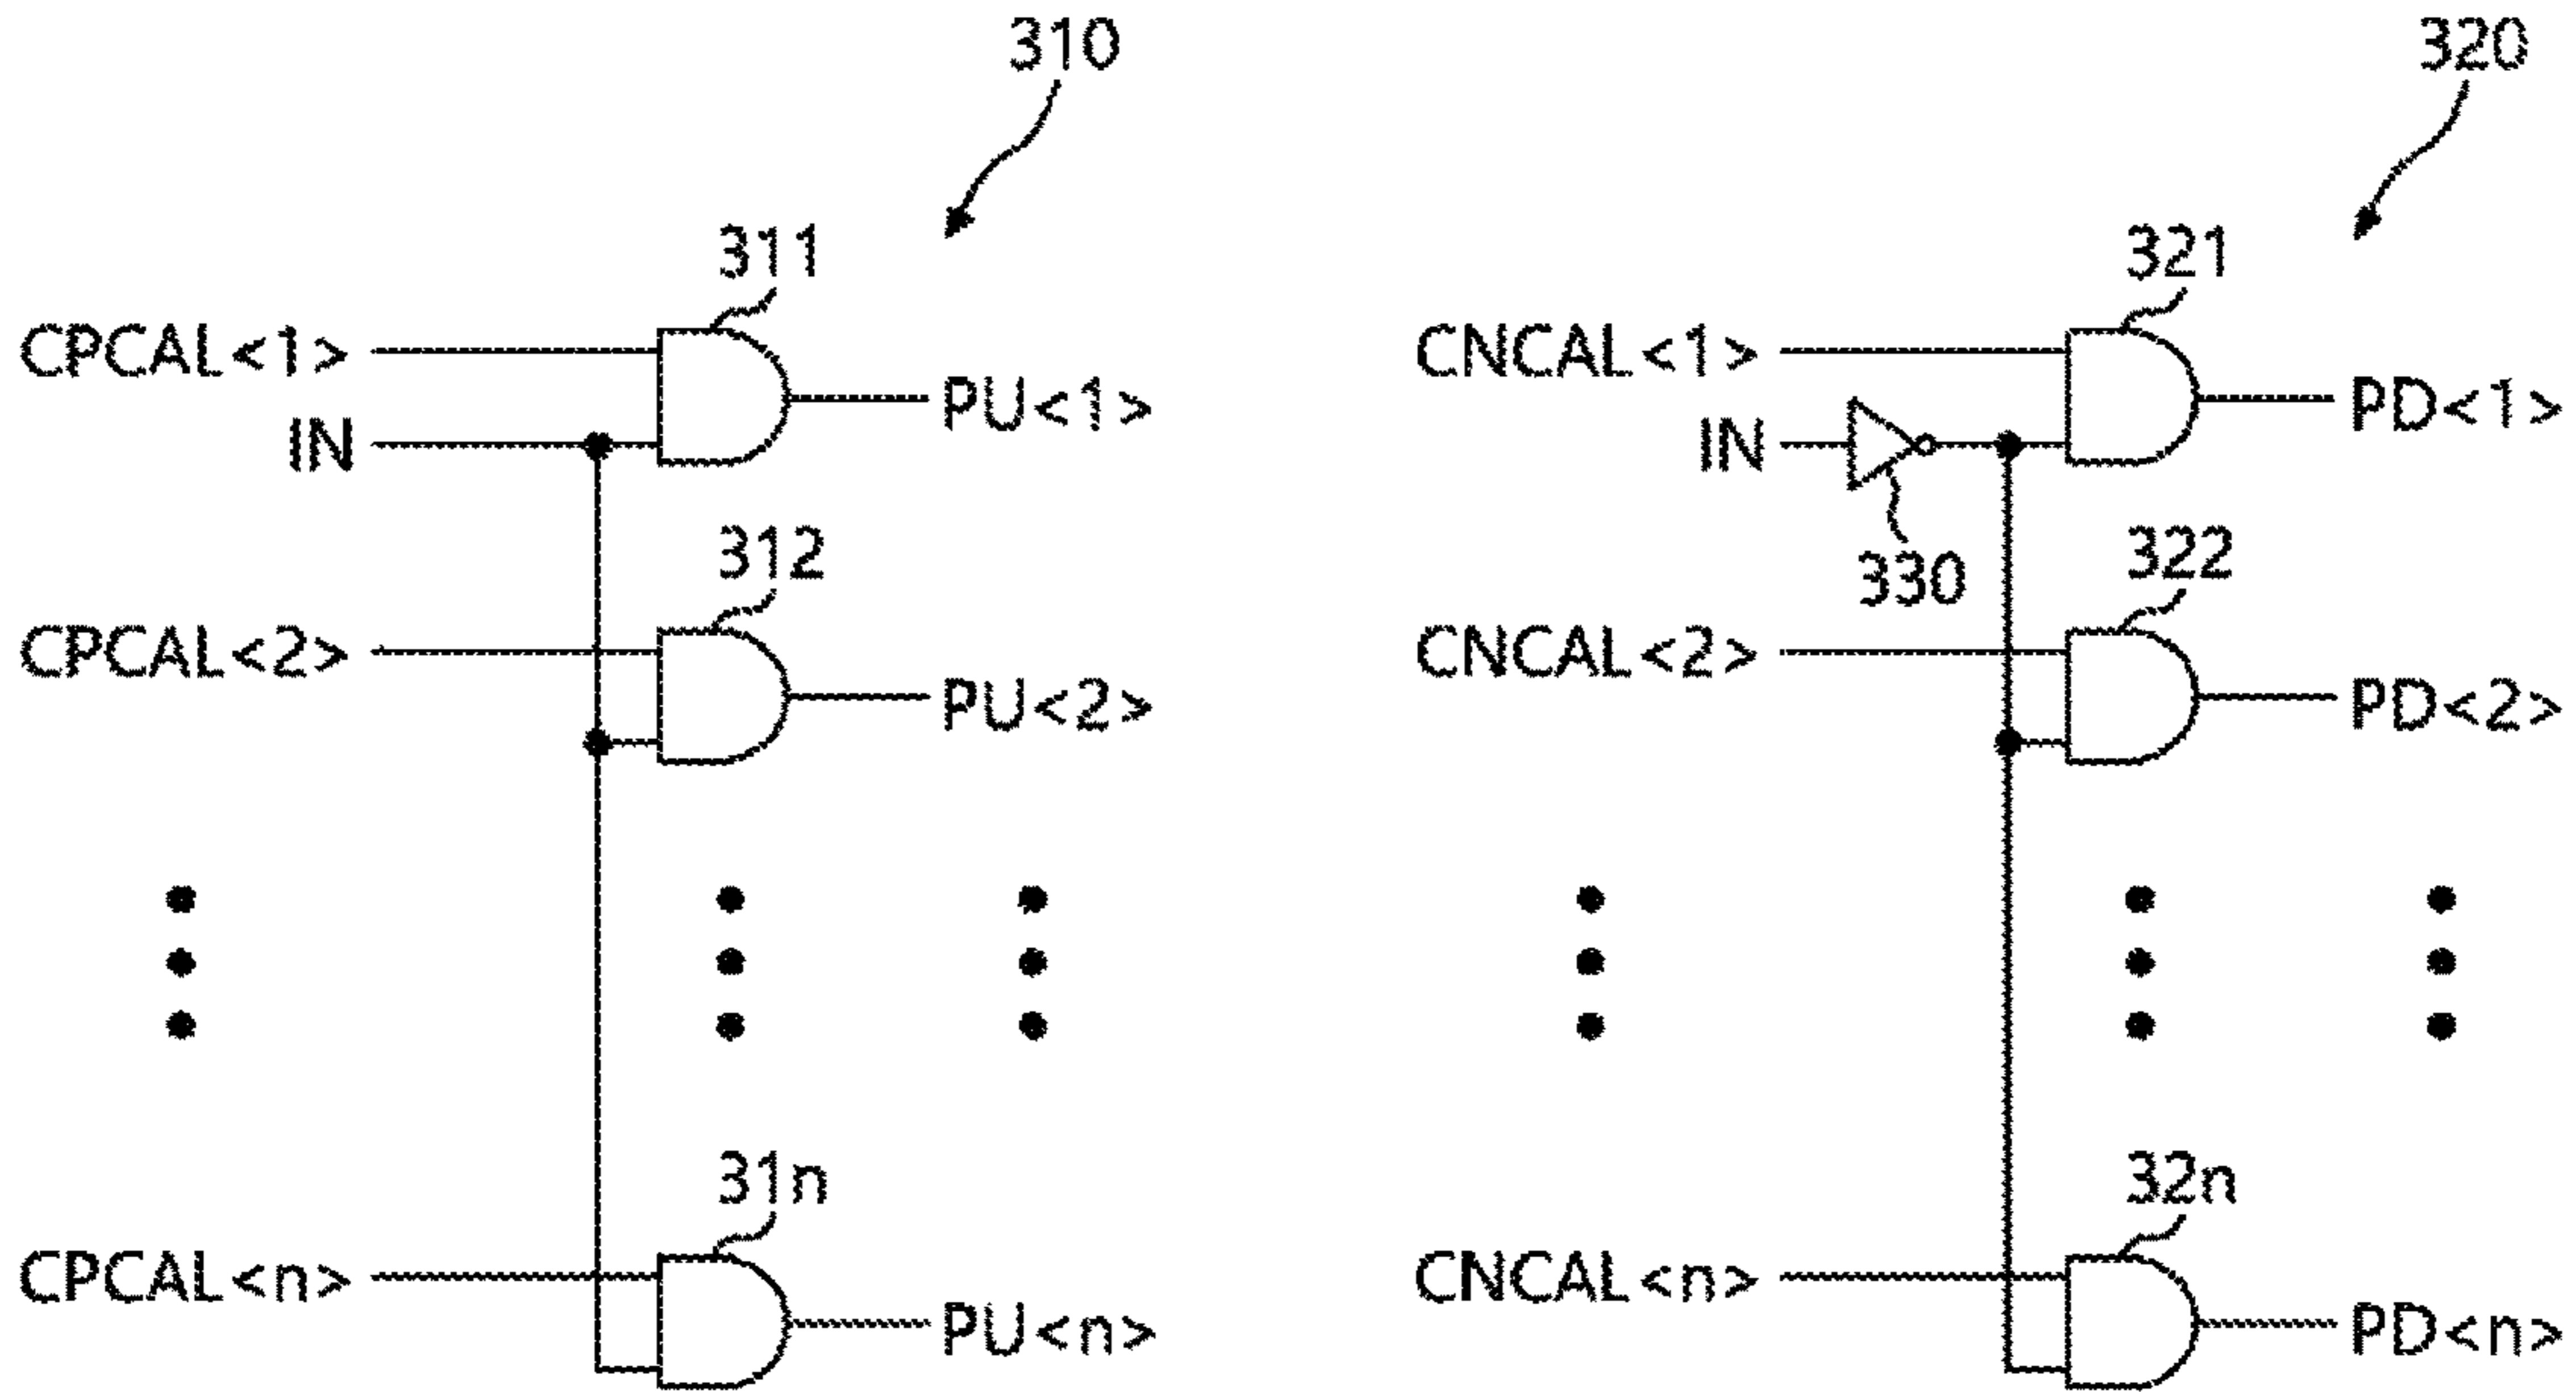 310
320
311
321
CPCAL<1>
PU<1>
IN
CNCAL<1>
PD<1>
IN
330
312
322
CPCAL<2>
PU<2>
CNCAL<2>
PD<2>
31n
32n
CPCAL<n>
PU<n>
CNCAL<n>
PD<n>